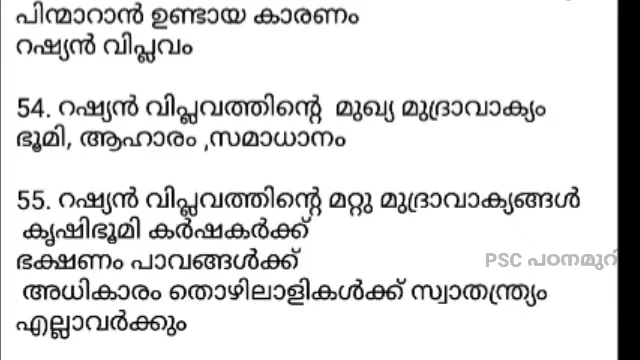 പിന്മാറാൻ ഉണ്ടായ കാരണം
റഷ്യൻ വിപ്ലവം
54. റഷ്യൻ വിപ്ലവത്തിന്റെ മുഖ്യ മുദ്രാവാക്യം
ഭൂമി, ആഹാരം ,സമാധാനം
55. റഷ്യൻ വിപ്ലവത്തിന്റെ മറ്റു മുദ്രാവാക്യങ്ങൾ
കൃഷിഭൂമി കർഷകർക്ക്
ഭക്ഷണം പാവങ്ങൾക്ക്
PSC പഠനമുറി
അധികാരം തൊഴിലാളികൾക്ക് സ്വാതന്ത്ര്യം
എല്ലാവർക്കും